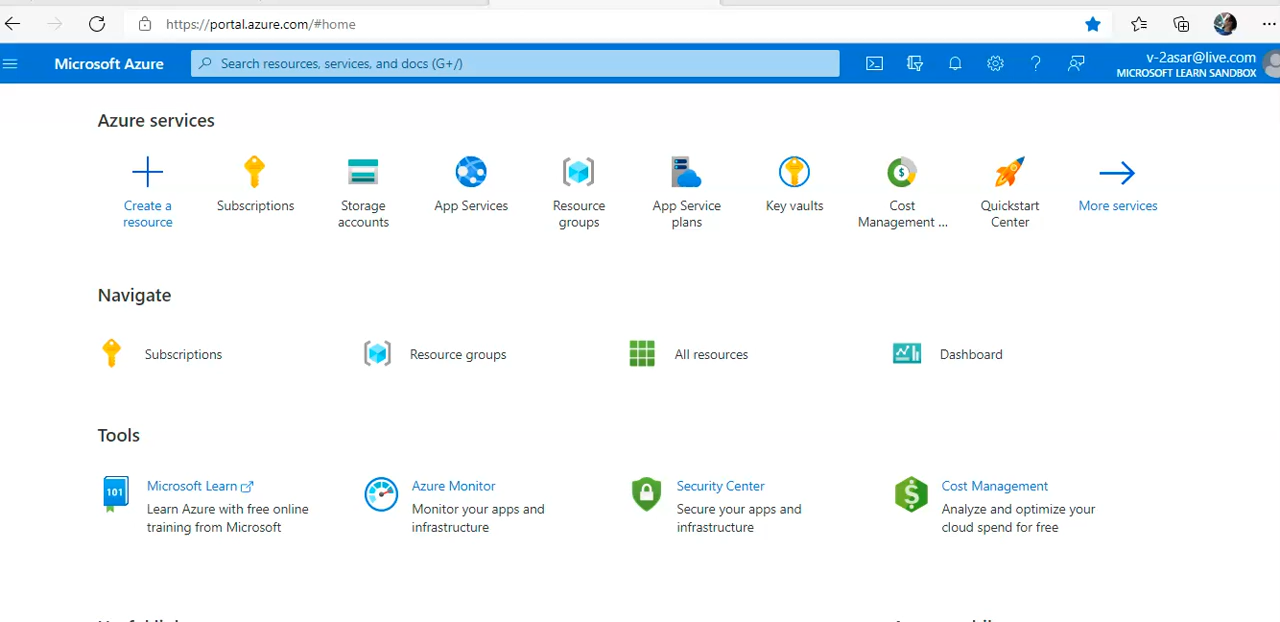 https://portal.azure.com/#home
Microsoft Azure
Search resources, services, and docs (G+/)
v-2asar@live.com
MICROSOFT LEARN SANDBOX
Azure services
Create a
resource
Subscriptions
Storage
accounts
App Services
Resource
groups
App Service
plans
Key vaults
Cost
Management ...
Quickstart
Center
More services
Navigate
Subscriptions
Resource groups
All resources
Dashboard
Tools
101
Microsoft Learn
Learn Azure with free online
training from Microsoft
Azure Monitor
Monitor your apps and
infrastructure
Security Center
Secure your apps and
infrastructure
Cost Management
Analyze and optimize your
cloud spend for free